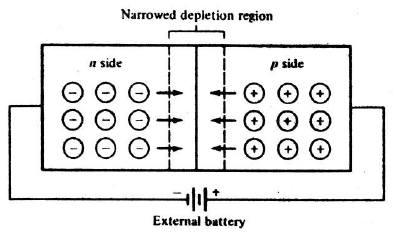 Narrowed depletion region
n side
p side
− − −
+ + +
− − −
+ + +
− − −
+ + +
− +
External battery